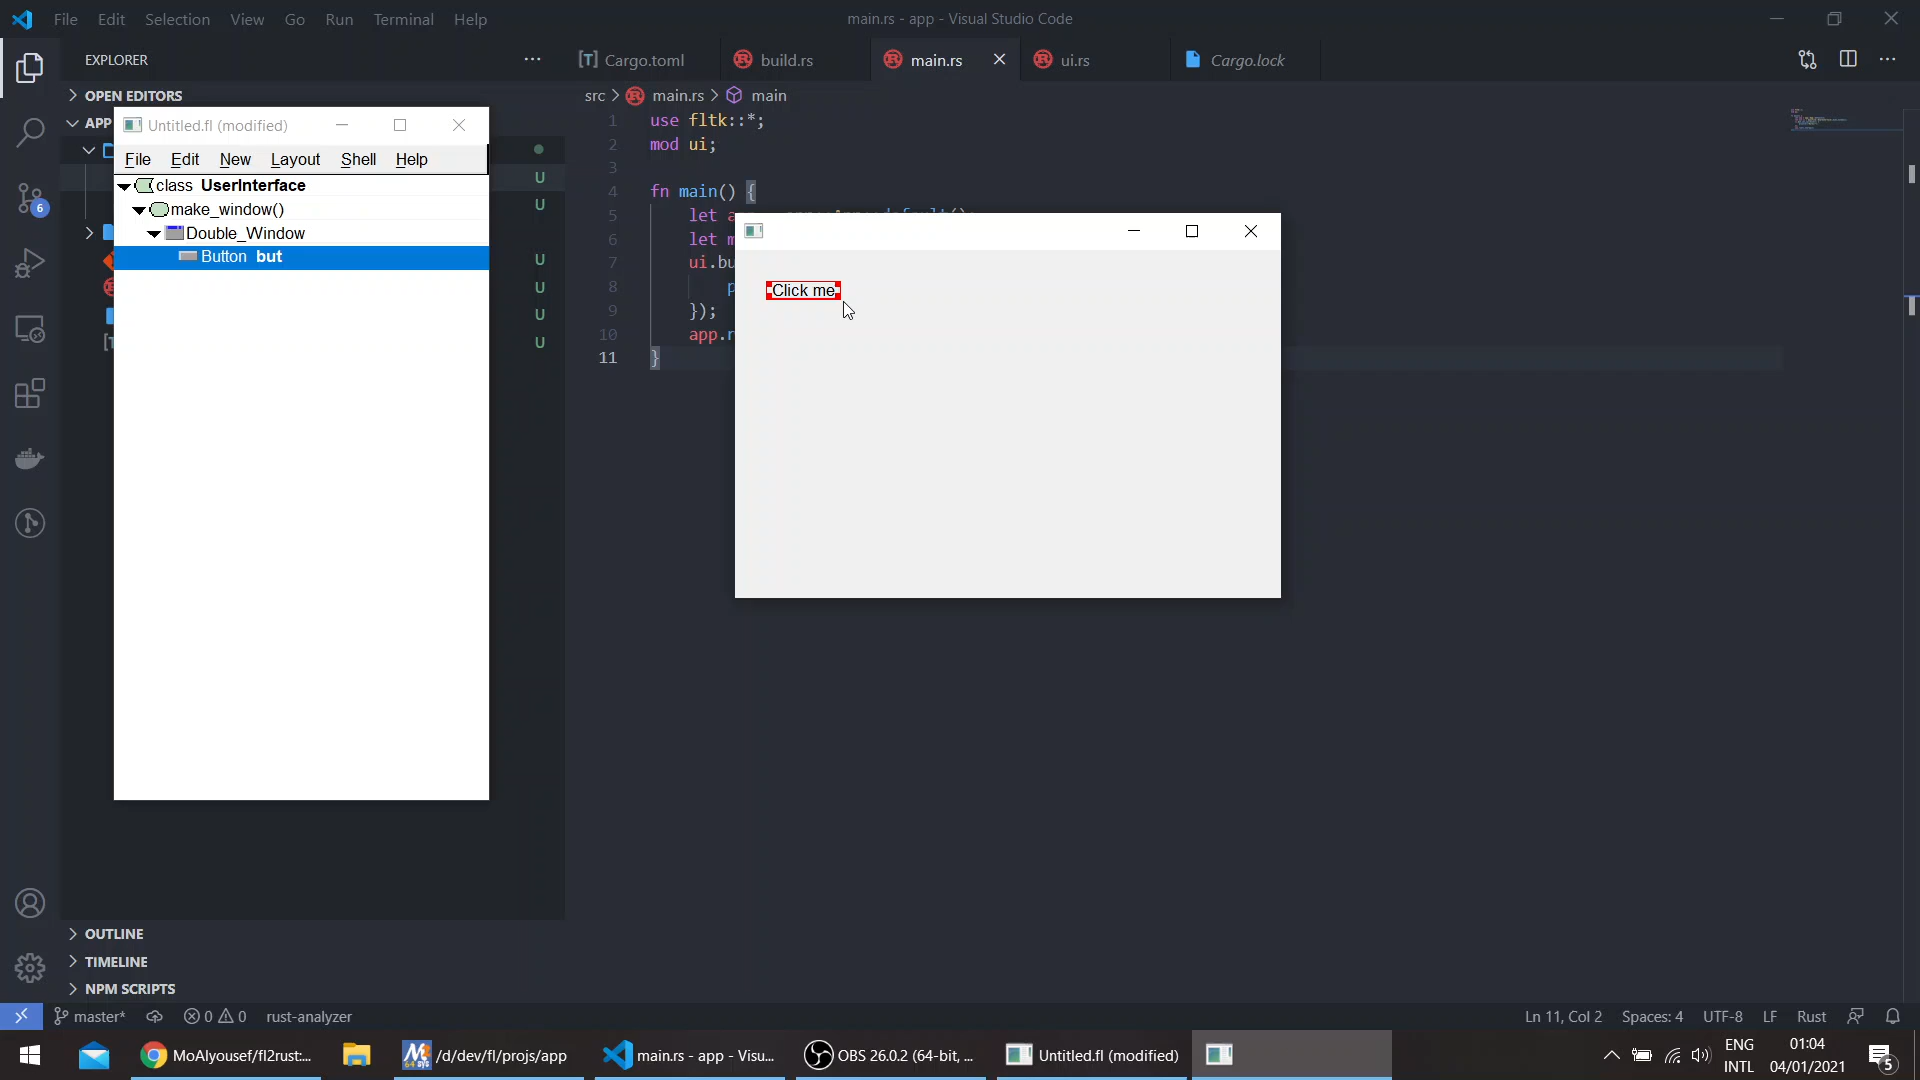 File Edit Selection View Go Run Terminal Help
main.rs - app - Visual Studio Code
EXPLORER
Cargo.toml
build.rs
main.rs
ui.rs
Cargo.lock
OPEN EDITORS
APP
src > main.rs > main
Untitled.fl (modified)
File Edit New Layout Shell Help
class UserInterface
make_window()
Double_Window
Button but
U
U
U
U
U
U
1 use fltk::*;
2 mod ui;
3
4 fn main() {
5 let
6 let
7 ui.bu
8
9 });
10 app.r
11 }
Click me
OUTLINE
TIMELINE
NPM SCRIPTS
6
master*
0 0
rust-analyzer
Ln 11, Col 2 Spaces: 4 UTF-8 LF Rust
MoAlyousef/fl2rust:...
/d/dev/fl/projs/app
main.rs - app - Visu...
OBS 26.0.2 (64-bit, ...
Untitled.fl (modified)
ENG
INTL
01:04
04/01/2021
5